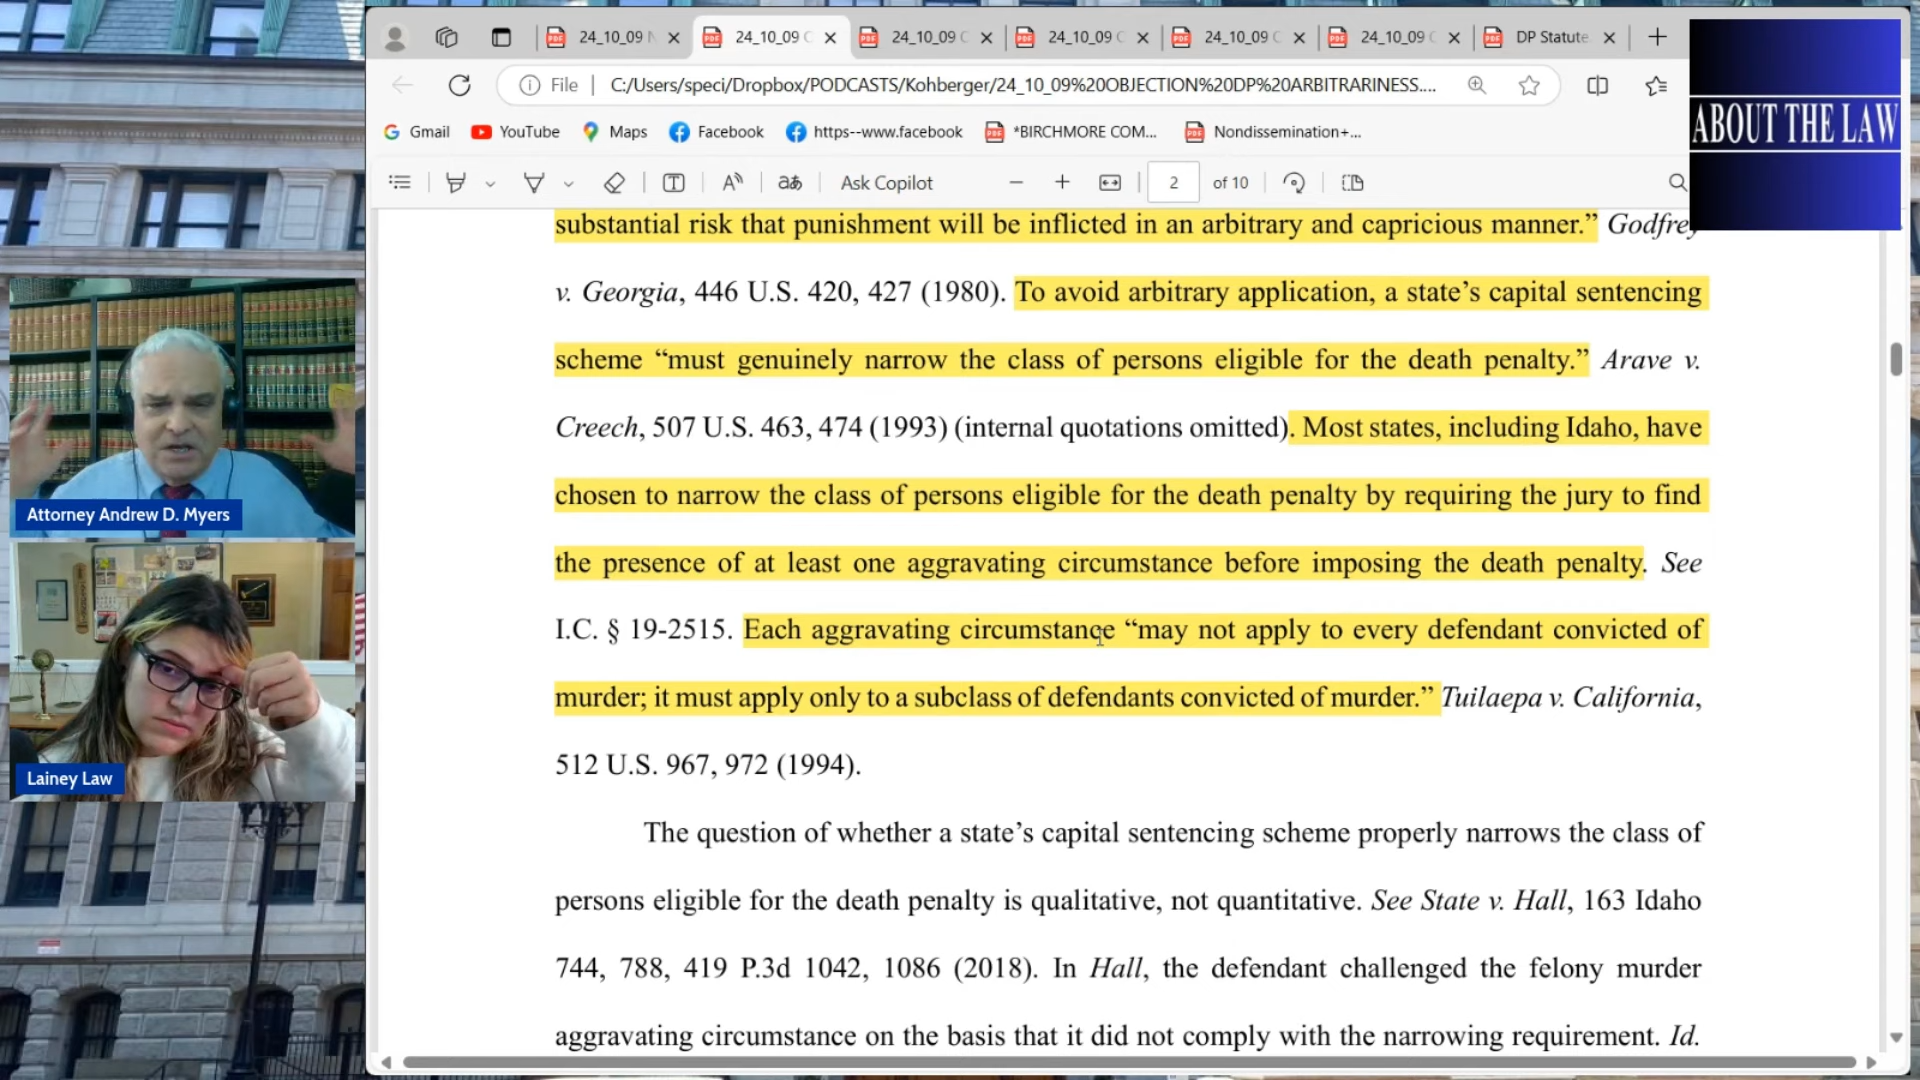 24_10_09 N
24_10_09 C
24_10_09 C
24_10_09 C
24_10_09 C
24_10_09 C
DP Statute
File
C:/Users/speci/Dropbox/PODCASTS/Kohberger/24_10_09%20OBJECTION%20DP%20ARBITRARINESS....
Gmail
YouTube
Maps
Facebook
https--www.facebook
*BIRCHMORE COM...
Nondissemination+...
Ask Copilot
2
of 10
ABOUT THE LAW
substantial risk that punishment will be inflicted in an arbitrary and capricious manner.” Godfrey
v. Georgia, 446 U.S. 420, 427 (1980). To avoid arbitrary application, a state’s capital sentencing
scheme “must genuinely narrow the class of persons eligible for the death penalty.” Arave v.
Creech, 507 U.S. 463, 474 (1993) (internal quotations omitted). Most states, including Idaho, have
chosen to narrow the class of persons eligible for the death penalty by requiring the jury to find
the presence of at least one aggravating circumstance before imposing the death penalty. See
I.C. § 19-2515. Each aggravating circumstance “may not apply to every defendant convicted of
murder; it must apply only to a subclass of defendants convicted of murder.” Tuilaepa v. California,
512 U.S. 967, 972 (1994).
The question of whether a state’s capital sentencing scheme properly narrows the class of
persons eligible for the death penalty is qualitative, not quantitative. See State v. Hall, 163 Idaho
744, 788, 419 P.3d 1042, 1086 (2018). In Hall, the defendant challenged the felony murder
aggravating circumstance on the basis that it did not comply with the narrowing requirement. Id.
Attorney Andrew D. Myers
Lainey Law